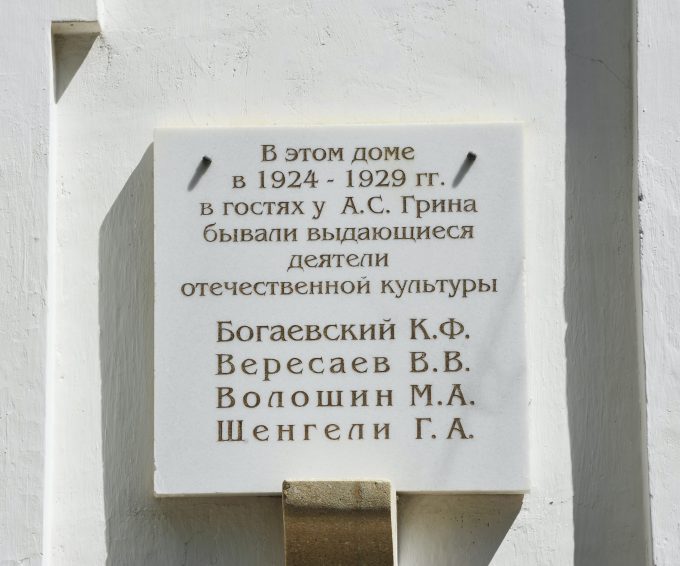 В этом доме
в 1924 - 1929 гг.
в гостях у А.С. Грина
бывали выдающиеся
деятели
отечественной культуры
Богаевский К.Ф.
Вересаев В.В.
Волошин М.А.
Шенгели Г.А.